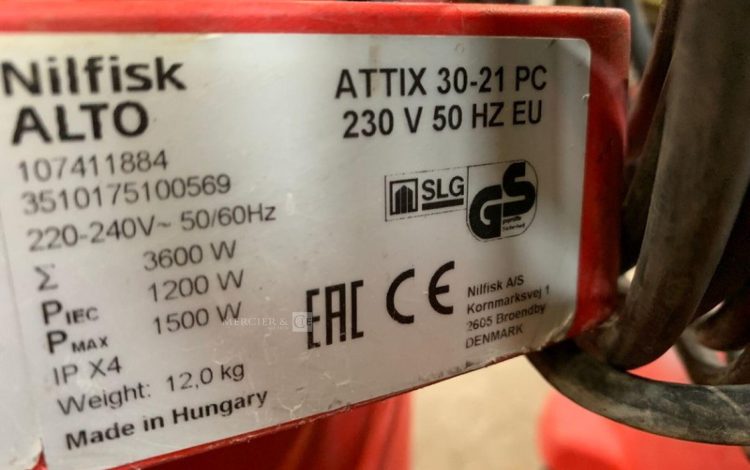 Nilfisk
ALTO
107411884
3510175100569
220-240V~ 50/60Hz
Σ 3600 W
PIEC 1200 W
PMAX 1500 W
IP X4
Weight: 12,0 kg
Made in Hungary
ATTIX 30-21 PC
230 V 50 HZ EU
SLG
GS
geprüfte
Sicherheit
EAC CE
Nilfisk A/S
Kornmarksvej 1
2605 Broendby
DENMARK
MERCIER &